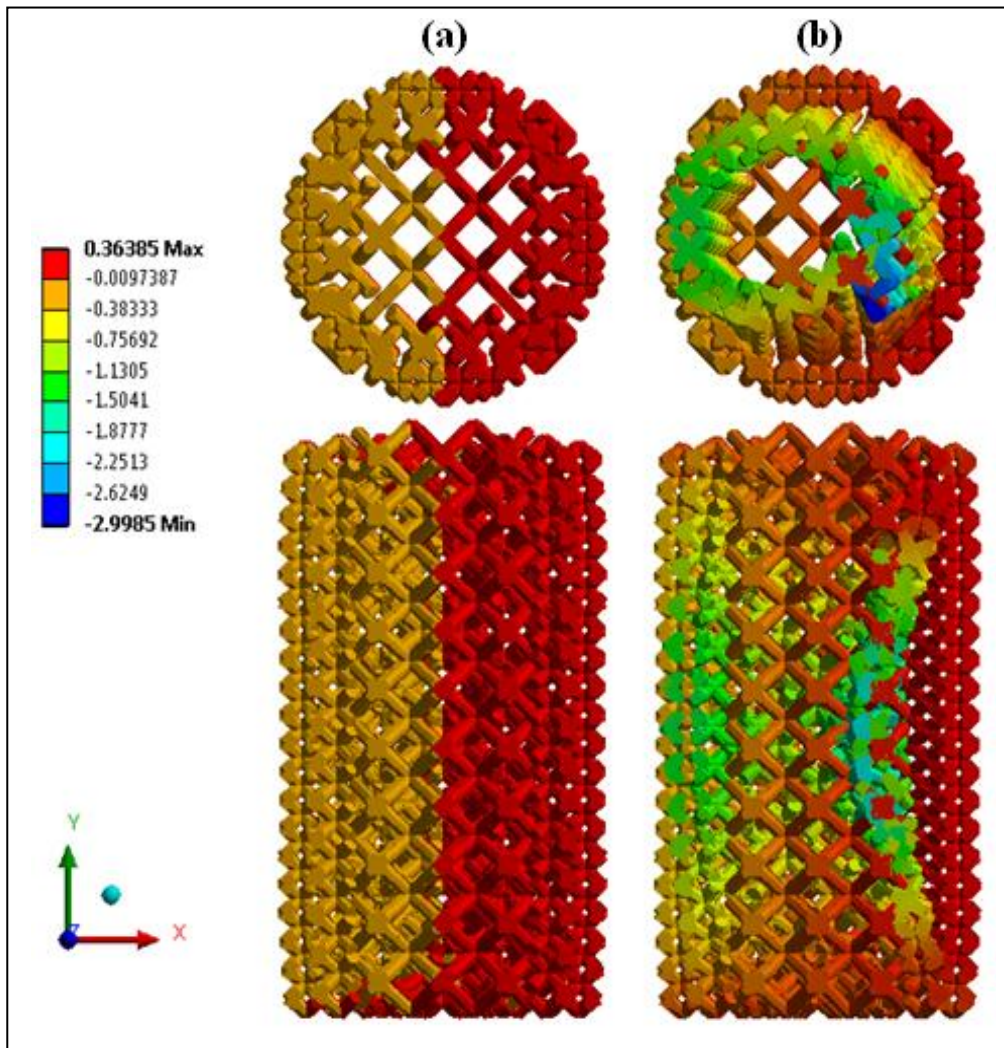 (a)
(b)
0.36385 Max
-0.0097387
-0.38333
-0.75692
-1.1305
-1.5041
-1.8777
-2.2513
-2.6249
-2.9985 Min
Y
X
Z